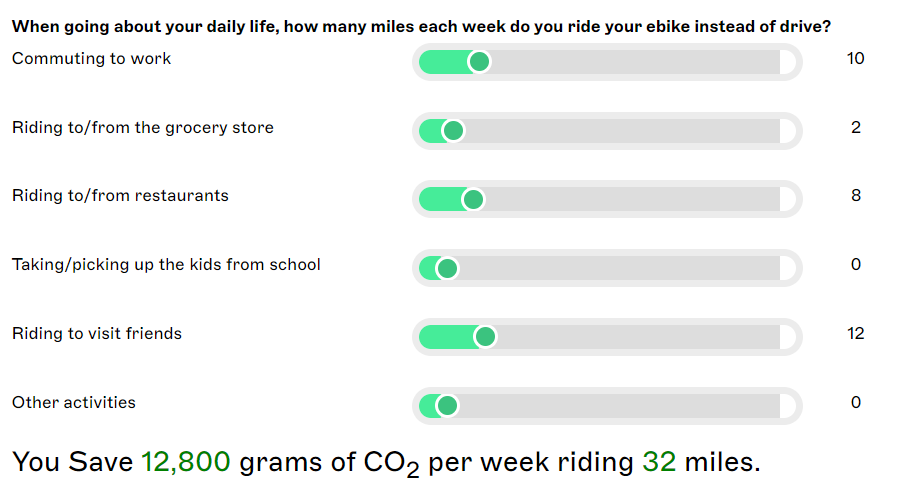 When going about your daily life, how many miles each week do you ride your ebike instead of drive?
Commuting to work 10
Riding to/from the grocery store 2
Riding to/from restaurants 8
Taking/picking up the kids from school 0
Riding to visit friends 12
Other activities 0
You Save 12,800 grams of CO₂ per week riding 32 miles.